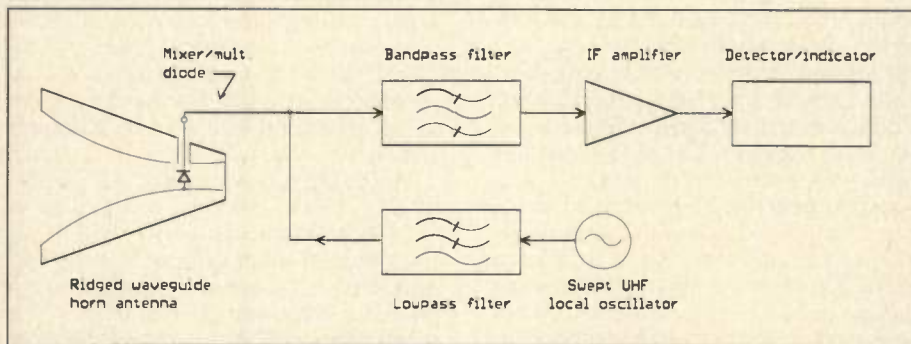 Mixer/mult
diode
Bandpass filter
IF amplifier
Detector/indicator
Ridged waveguide
horn antenna
Lowpass filter
Swept UHF
local oscillator